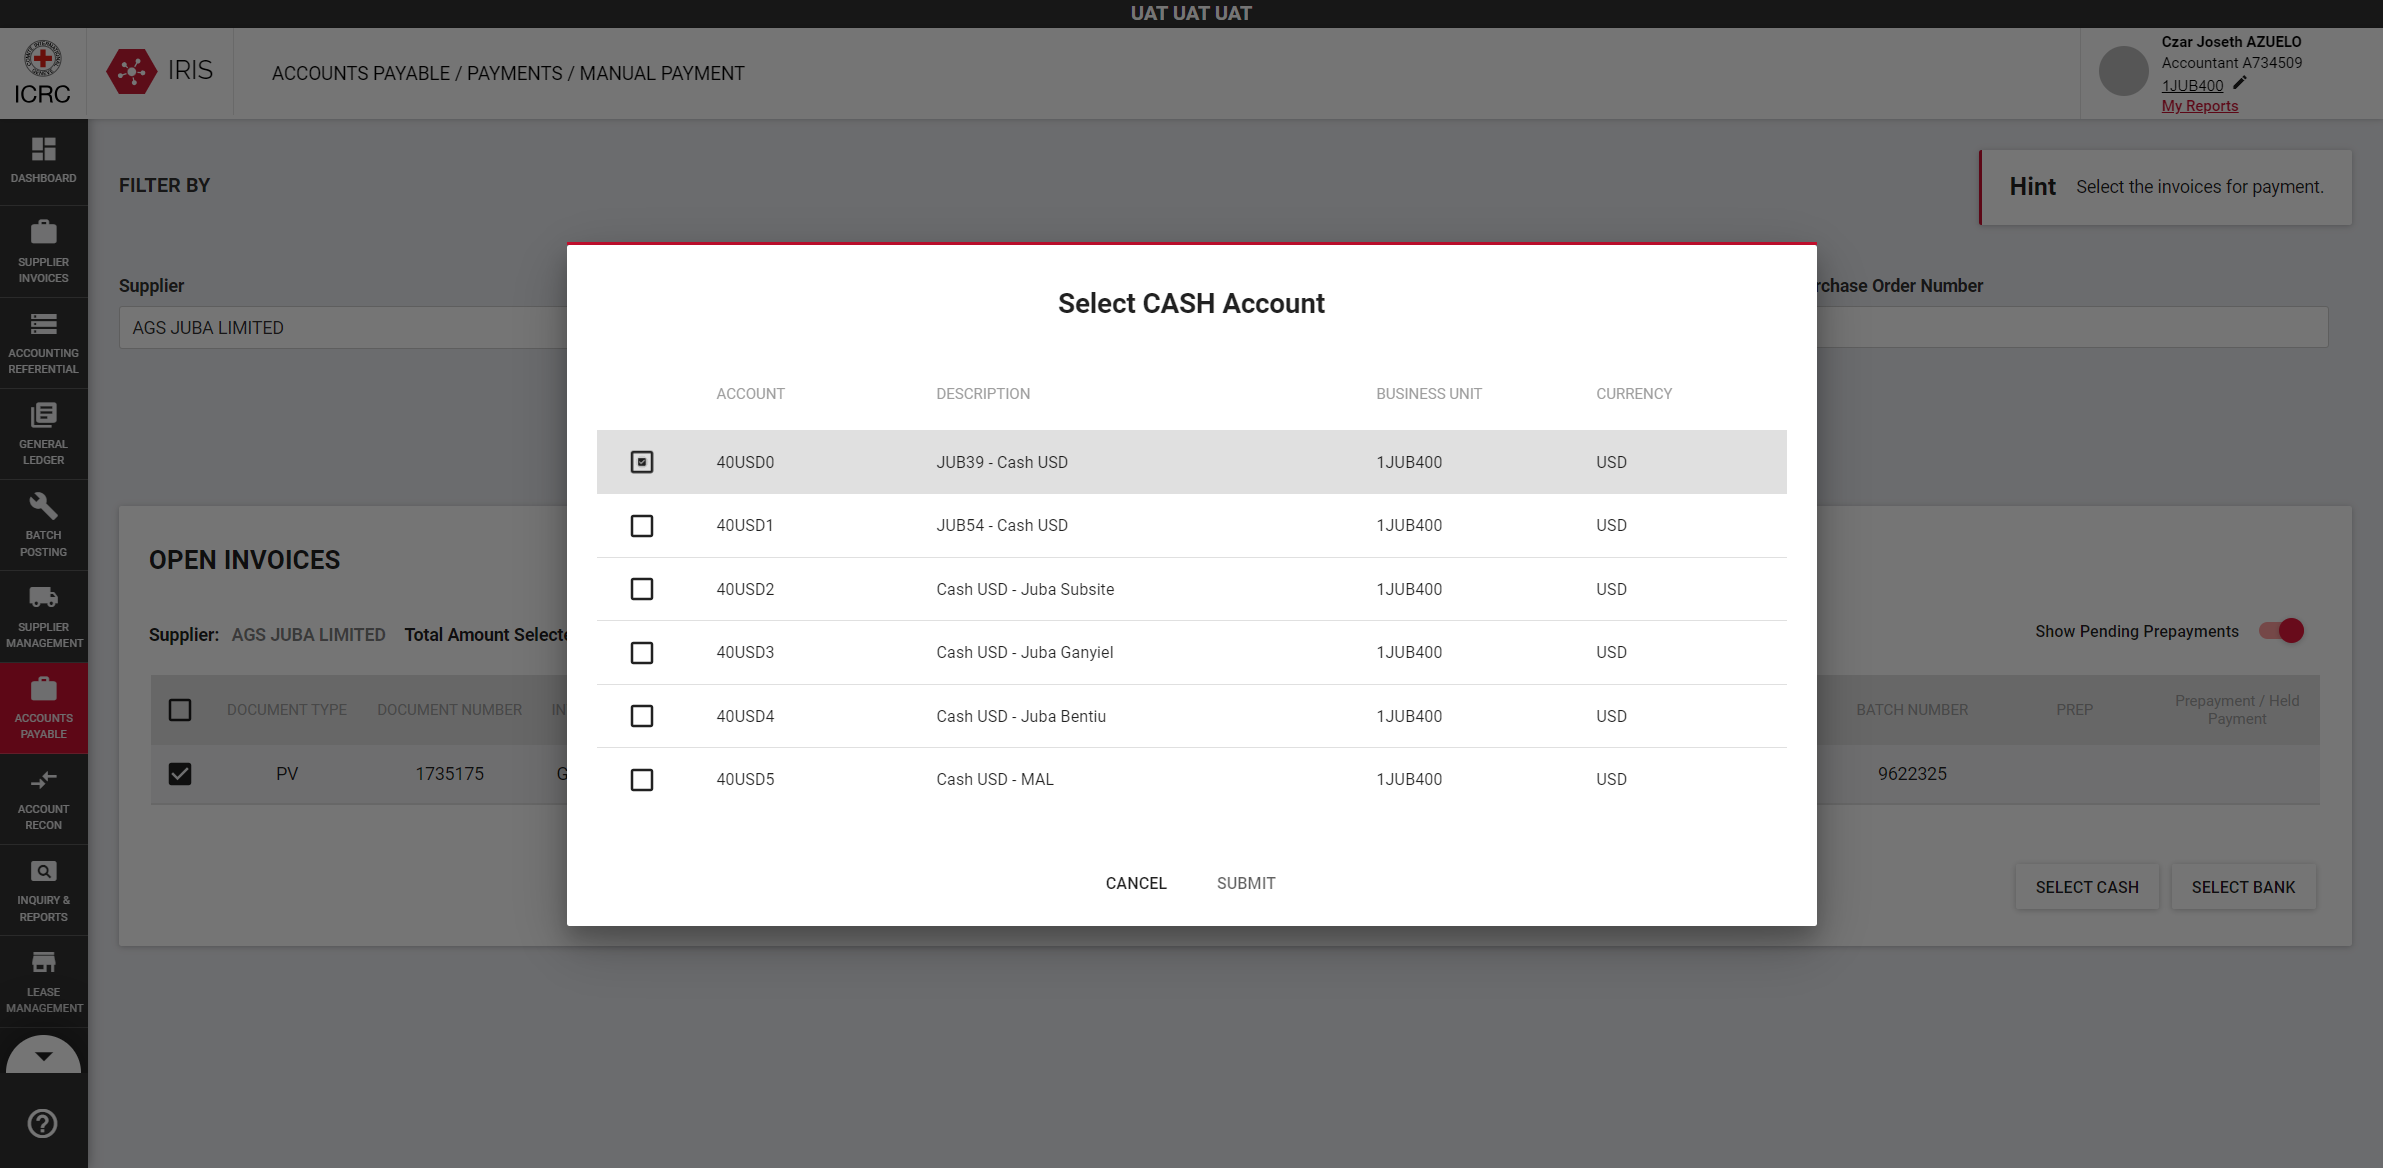 UAT UAT UAT
ICRC
IRIS
ACCOUNTS PAYABLE / PAYMENTS / MANUAL PAYMENT
Czar Joseth AZUELO
Accountant A734509
1JUB400
My Reports
DASHBOARD
SUPPLIER
INVOICES
ACCOUNTING
REFERENTIAL
GENERAL
LEDGER
BATCH
POSTING
SUPPLIER
MANAGEMENT
ACCOUNTS
PAYABLE
ACCOUNT
RECON
INQUIRY &
REPORTS
LEASE
MANAGEMENT
FILTER BY
Hint Select the invoices for payment.
Supplier
AGS JUBA LIMITED
rchase Order Number
OPEN INVOICES
Supplier: AGS JUBA LIMITED Total Amount Selecte
Show Pending Prepayments
DOCUMENT TYPE DOCUMENT NUMBER IN BATCH NUMBER PREP Prepayment / Held
Payment
PV 1735175 G 9622325
SELECT CASH SELECT BANK
Select CASH Account
ACCOUNT DESCRIPTION BUSINESS UNIT CURRENCY
40USD0 JUB39 - Cash USD 1JUB400 USD
40USD1 JUB54 - Cash USD 1JUB400 USD
40USD2 Cash USD - Juba Subsite 1JUB400 USD
40USD3 Cash USD - Juba Ganyiel 1JUB400 USD
40USD4 Cash USD - Juba Bentiu 1JUB400 USD
40USD5 Cash USD - MAL 1JUB400 USD
CANCEL SUBMIT